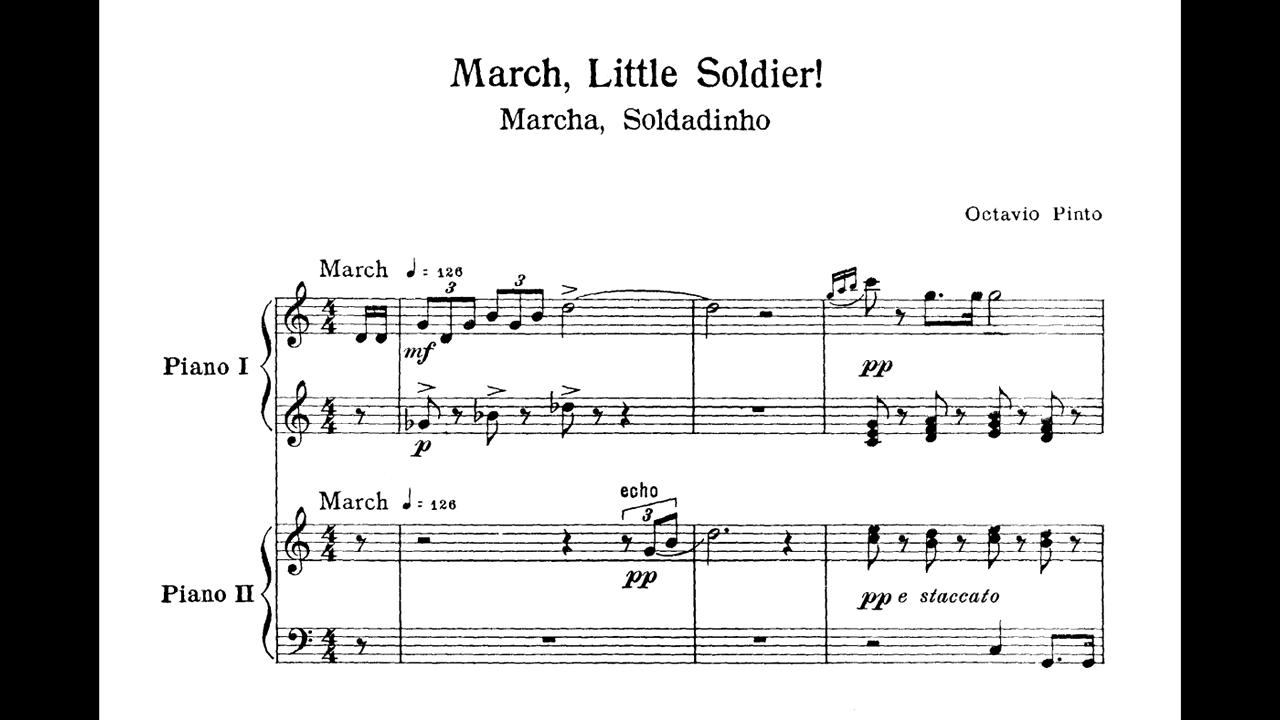 March, Little Soldier!
Marcha, Soldadinho
Octavio Pinto
March ♩ = 126
3 3
mf
Piano I
pp
p
March ♩ = 126
echo
3
pp
Piano II
pp e staccato